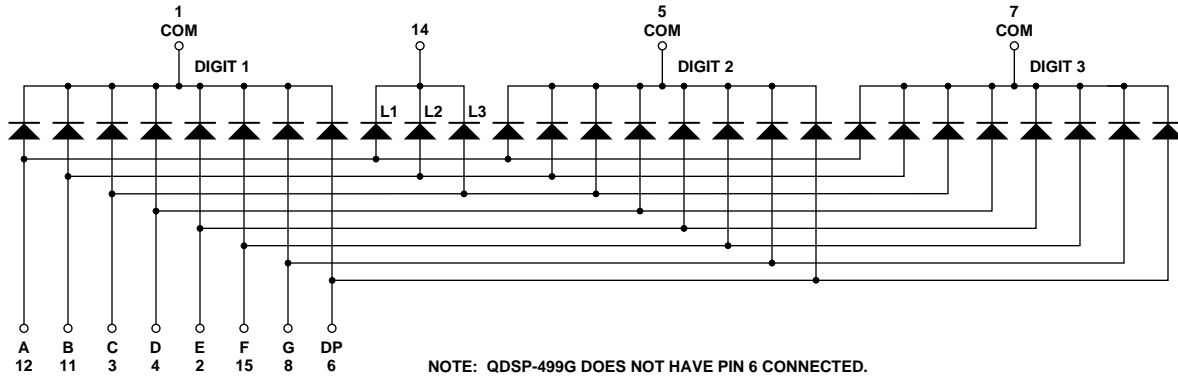 1 5 7
COM 14 COM COM
DIGIT 1 DIGIT 2 DIGIT 3
L1 L2 L3
A B C D E F G DP
12 11 3 4 2 15 8 6 NOTE: QDSP-499G DOES NOT HAVE PIN 6 CONNECTED.